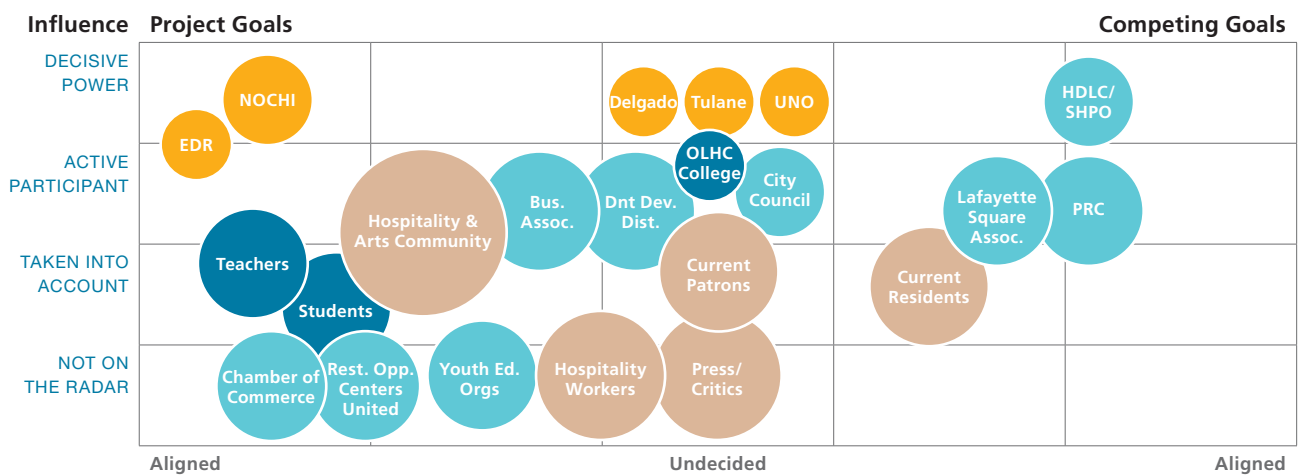 Influence
Project Goals
Competing Goals
DECISIVE
POWER
NOCHI
EDR
Delgado
Tulane
UNO
HDLC/
SHPO
ACTIVE
PARTICIPANT
Hospitality &
Arts Community
Bus.
Assoc.
Dnt Dev.
Dist.
OLHC
College
City
Council
Lafayette
Square
Assoc.
PRC
TAKEN INTO
ACCOUNT
Teachers
Students
Current
Patrons
Current
Residents
NOT ON
THE RADAR
Chamber of
Commerce
Rest. Opp.
Centers
United
Youth Ed.
Orgs
Hospitality
Workers
Press/
Critics
Aligned
Undecided
Aligned